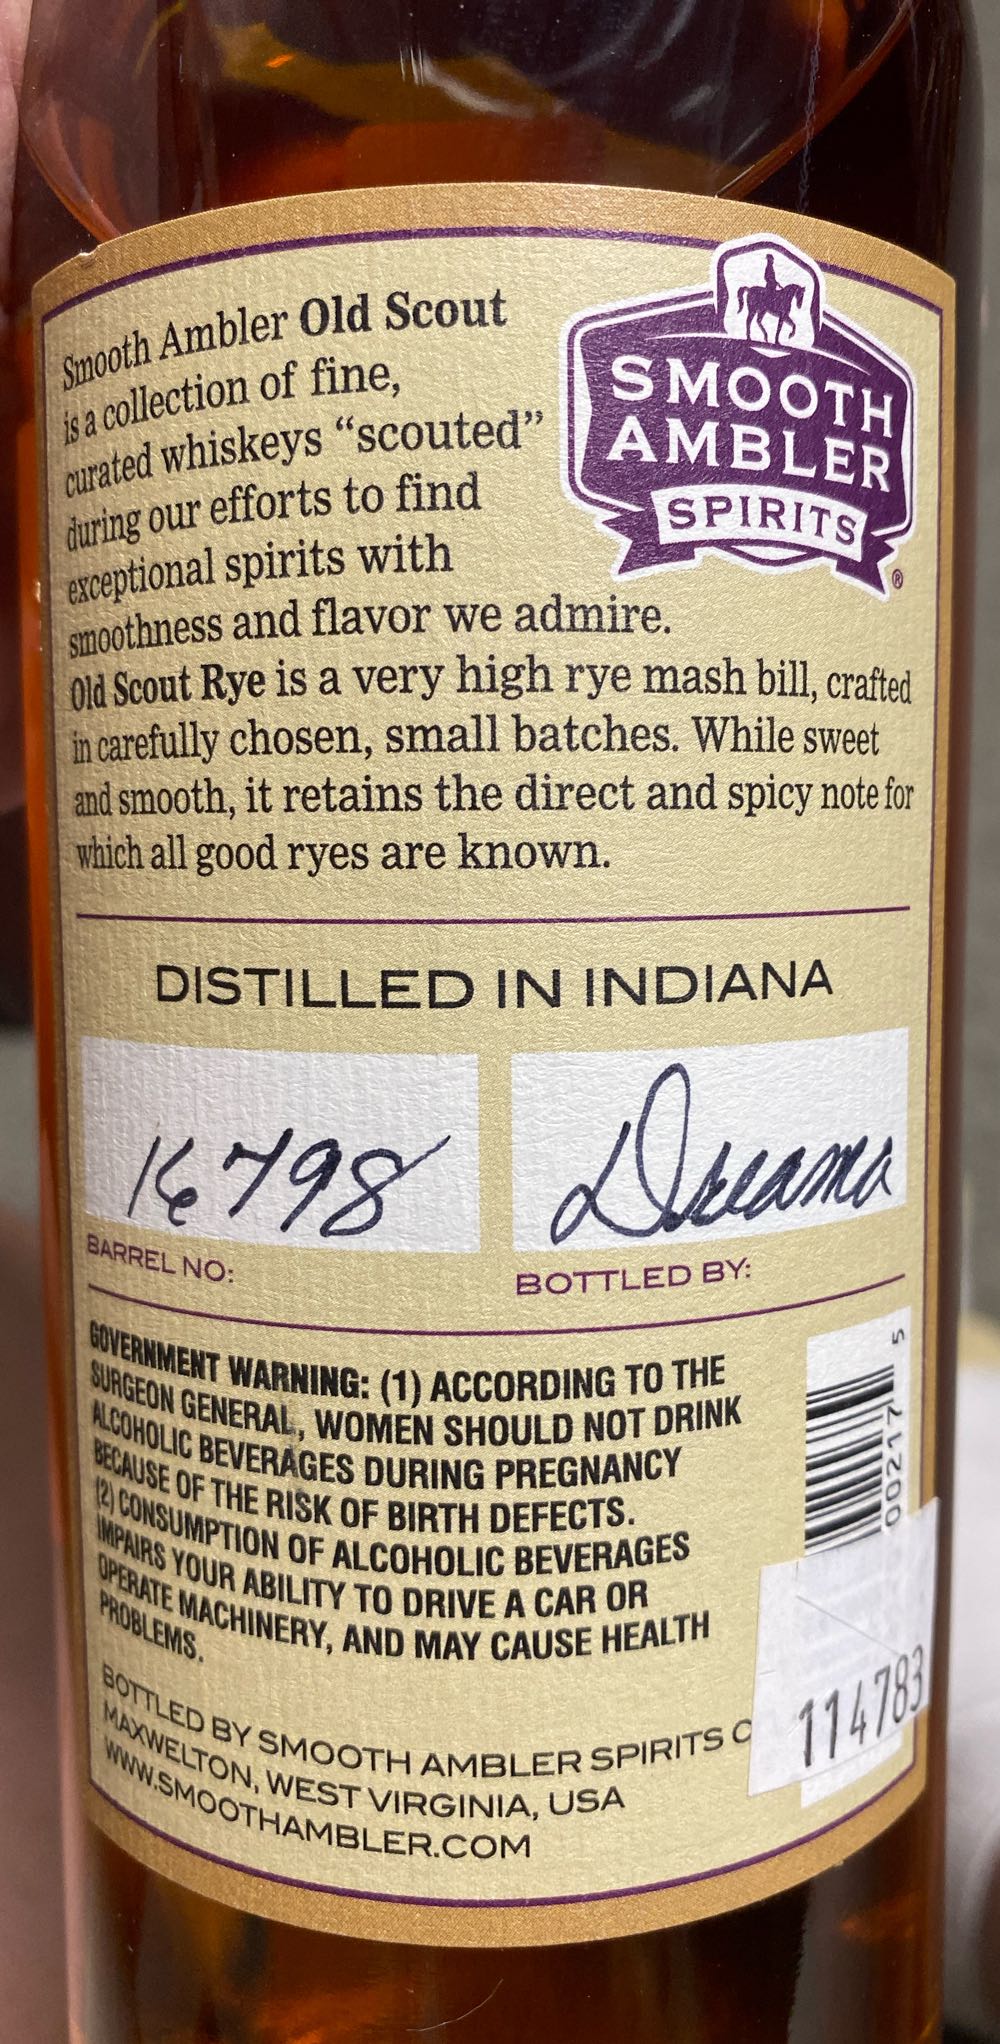 Smooth Ambler Old Scout
is a collection of fine,
curated whiskeys “scouted”
during our efforts to find
exceptional spirits with
smoothness and flavor we admire.
SMOOTH
AMBLER
SPIRITS
®
Old Scout Rye is a very high rye mash bill, crafted
in carefully chosen, small batches. While sweet
and smooth, it retains the direct and spicy note for
which all good ryes are known.
DISTILLED IN INDIANA
16798
Dreama
BARREL NO:
BOTTLED BY:
GOVERNMENT WARNING: (1) ACCORDING TO THE
SURGEON GENERAL, WOMEN SHOULD NOT DRINK
ALCOHOLIC BEVERAGES DURING PREGNANCY
BECAUSE OF THE RISK OF BIRTH DEFECTS.
(2) CONSUMPTION OF ALCOHOLIC BEVERAGES
IMPAIRS YOUR ABILITY TO DRIVE A CAR OR
OPERATE MACHINERY, AND MAY CAUSE HEALTH
PROBLEMS.
00217 5
114783
BOTTLED BY SMOOTH AMBLER SPIRITS C
MAXWELTON, WEST VIRGINIA, USA
WWW.SMOOTHAMBLER.COM